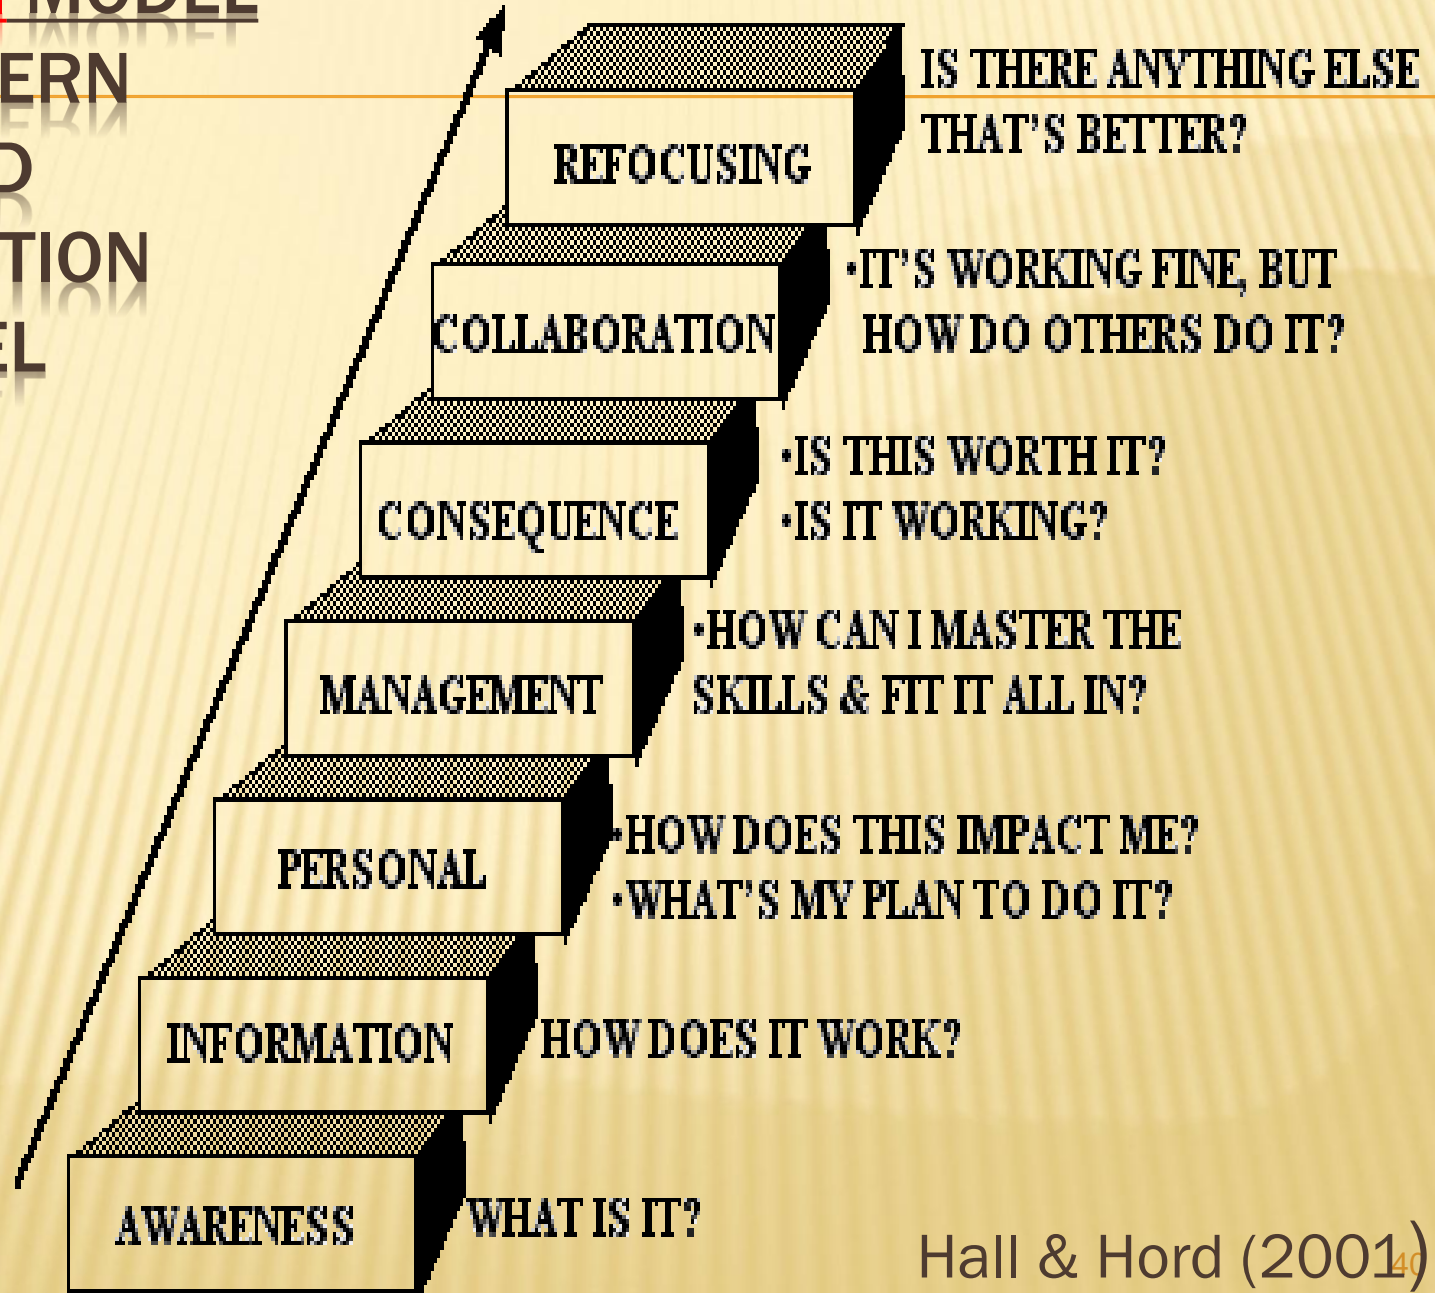 MODEL
ERN
D
TION
EL
REFOCUSING
IS THERE ANYTHING ELSE
THAT'S BETTER?
COLLABORATION
•IT'S WORKING FINE, BUT
HOW DO OTHERS DO IT?
CONSEQUENCE
•IS THIS WORTH IT?
•IS IT WORKING?
MANAGEMENT
•HOW CAN I MASTER THE
SKILLS & FIT IT ALL IN?
PERSONAL
•HOW DOES THIS IMPACT ME?
•WHAT'S MY PLAN TO DO IT?
INFORMATION
HOW DOES IT WORK?
AWARENESS
WHAT IS IT?
Hall & Hord (2001)
40